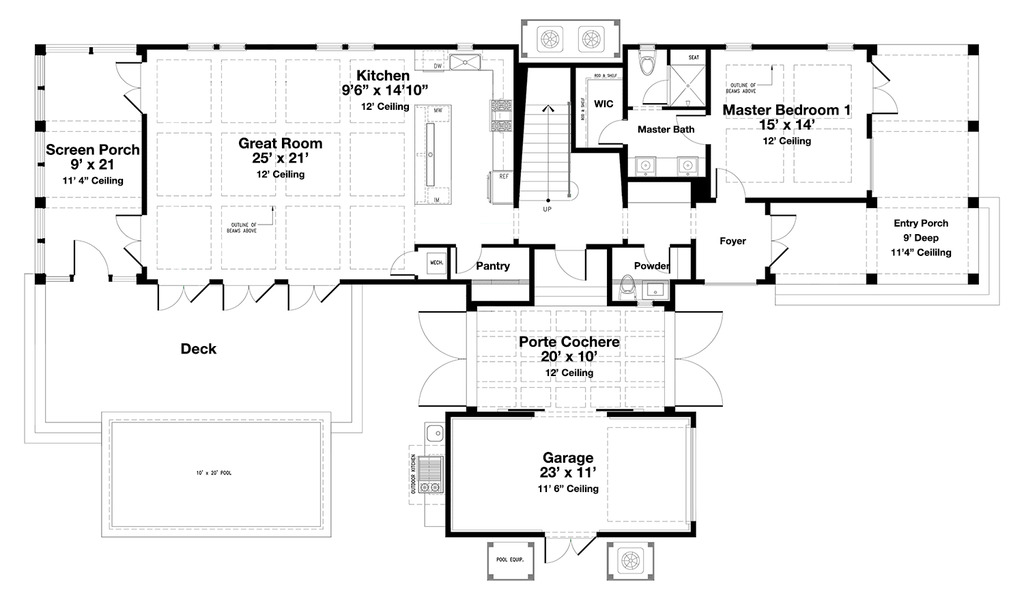 Kitchen
9'6" x 14'10"
12' Ceiling
DW
MW
REF
IM
Great Room
25' x 21'
12' Ceiling
OUTLINE OF
BEAMS ABOVE
Screen Porch
9' x 21
11' 4" Ceiling
ROD & SHELF
ROD & SHELF
WIC
SEAT
Master Bath
OUTLINE OF
BEAMS ABOVE
Master Bedroom 1
15' x 14'
12' Ceiling
UP
Entry Porch
9' Deep
11'4" Ceiilng
Foyer
MECH.
Pantry
Powder
Deck
Porte Cochere
20' x 10'
12' Ceiling
10' x 20' POOL
OUTDOOR KITCHEN
Garage
23' x 11'
11' 6" Ceiling
POOL EQUIP.